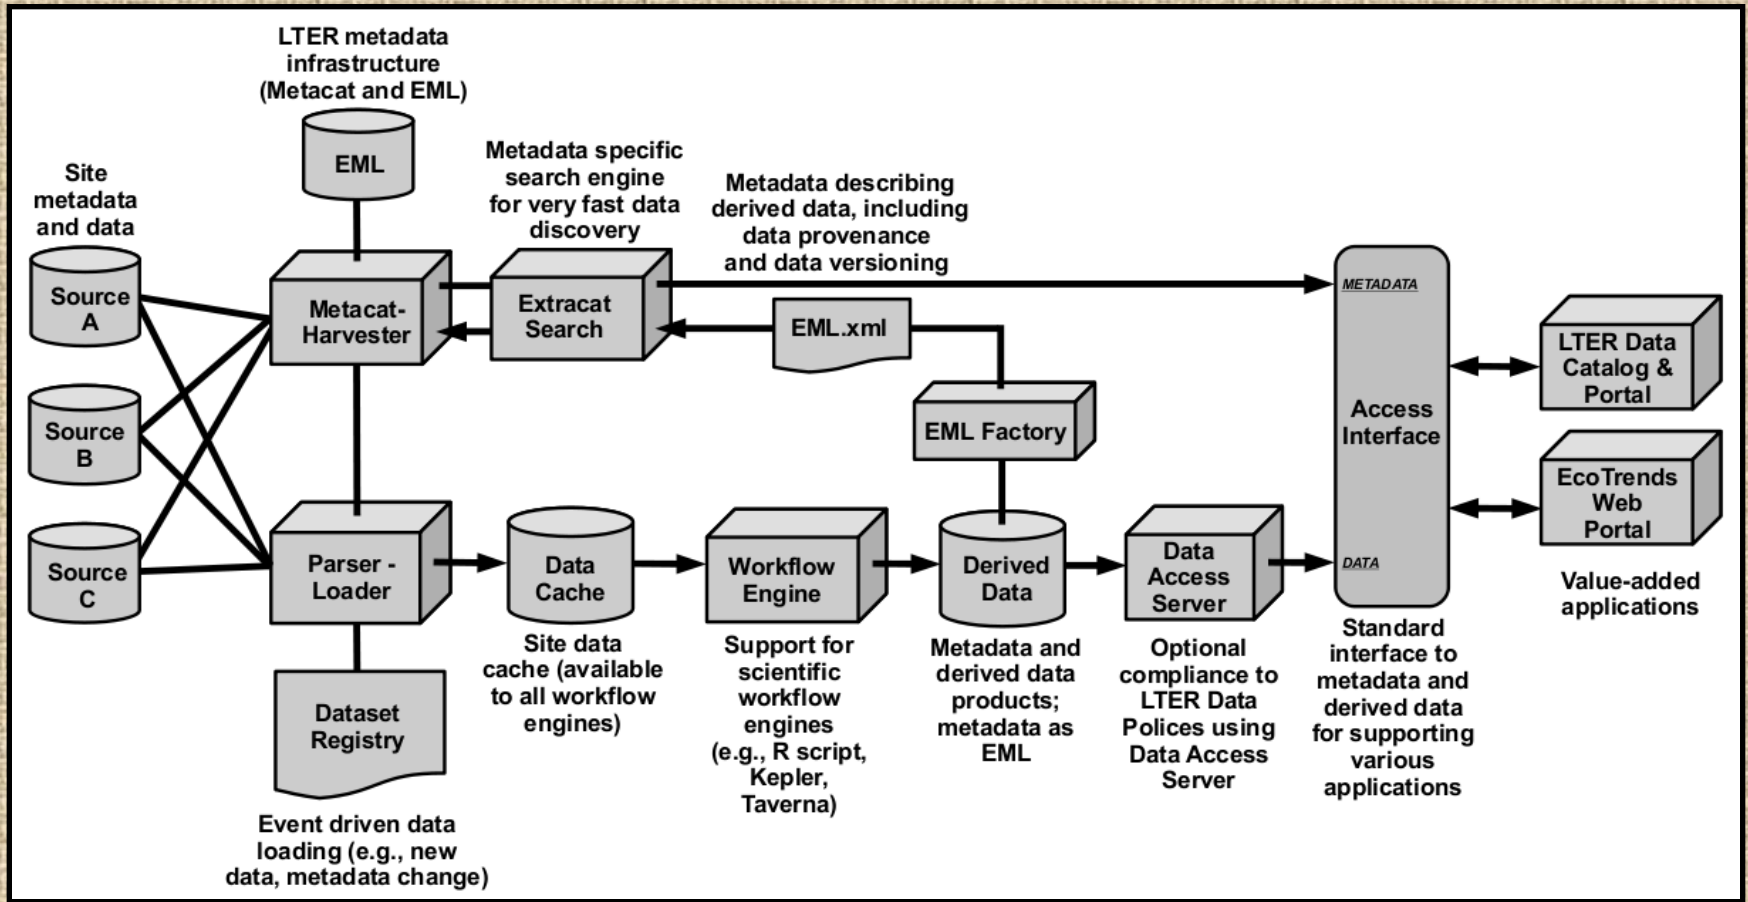 LTER metadata
infrastructure
(Metacat and EML)
EML
Site
metadata
and data
Metadata specific
search engine
for very fast data
discovery
Metadata describing
derived data, including
data provenance
and data versioning
Source
A
Source
B
Source
C
Metacat-
Harvester
Extracat
Search
EML.xml
EML Factory
METADATA
Access
Interface
DATA
LTER Data
Catalog &
Portal
EcoTrends
Web
Portal
Value-added
applications
Parser -
Loader
Data
Cache
Workflow
Engine
Derived
Data
Data
Access
Server
Dataset
Registry
Event driven data
loading (e.g., new
data, metadata change)
Site data
cache (available
to all workflow
engines)
Support for
scientific
workflow
engines
(e.g., R script,
Kepler,
Taverna)
Metadata and
derived data
products;
metadata as
EML
Optional
compliance to
LTER Data
Polices using
Data Access
Server
Standard
interface to
metadata and
derived data
for supporting
various
applications